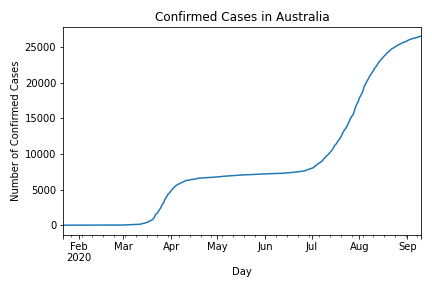 Confirmed Cases in Australia
Number of Confirmed Cases
25000
20000
15000
10000
5000
0
Feb Mar Apr May Jun Jul Aug Sep
2020
Day